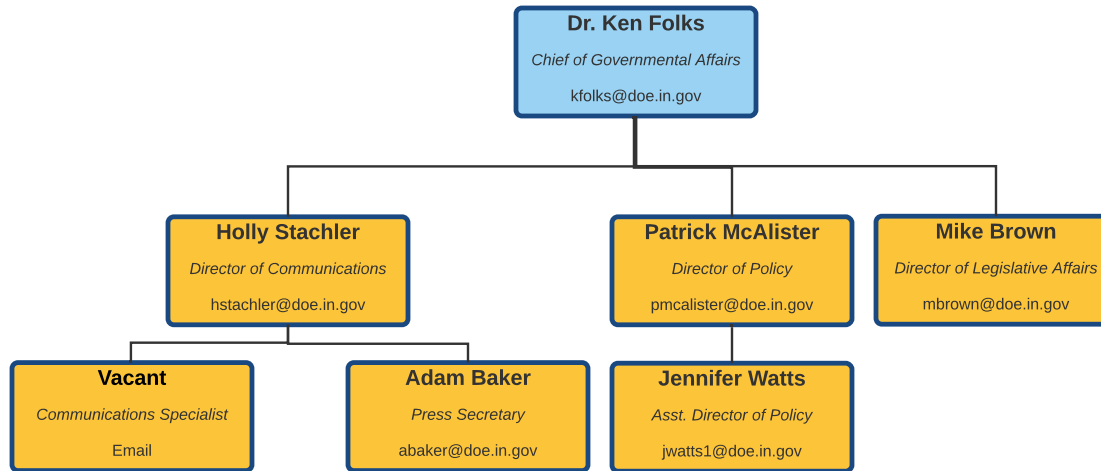 Dr. Ken Folks
Chief of Governmental Affairs
kfolks@doe.in.gov
Holly Stachler
Director of Communications
hstachler@doe.in.gov
Patrick McAlister
Director of Policy
pmcalister@doe.in.gov
Mike Brown
Director of Legislative Affairs
mbrown@doe.in.gov
Vacant
Communications Specialist
Email
Adam Baker
Press Secretary
abaker@doe.in.gov
Jennifer Watts
Asst. Director of Policy
jwatts1@doe.in.gov